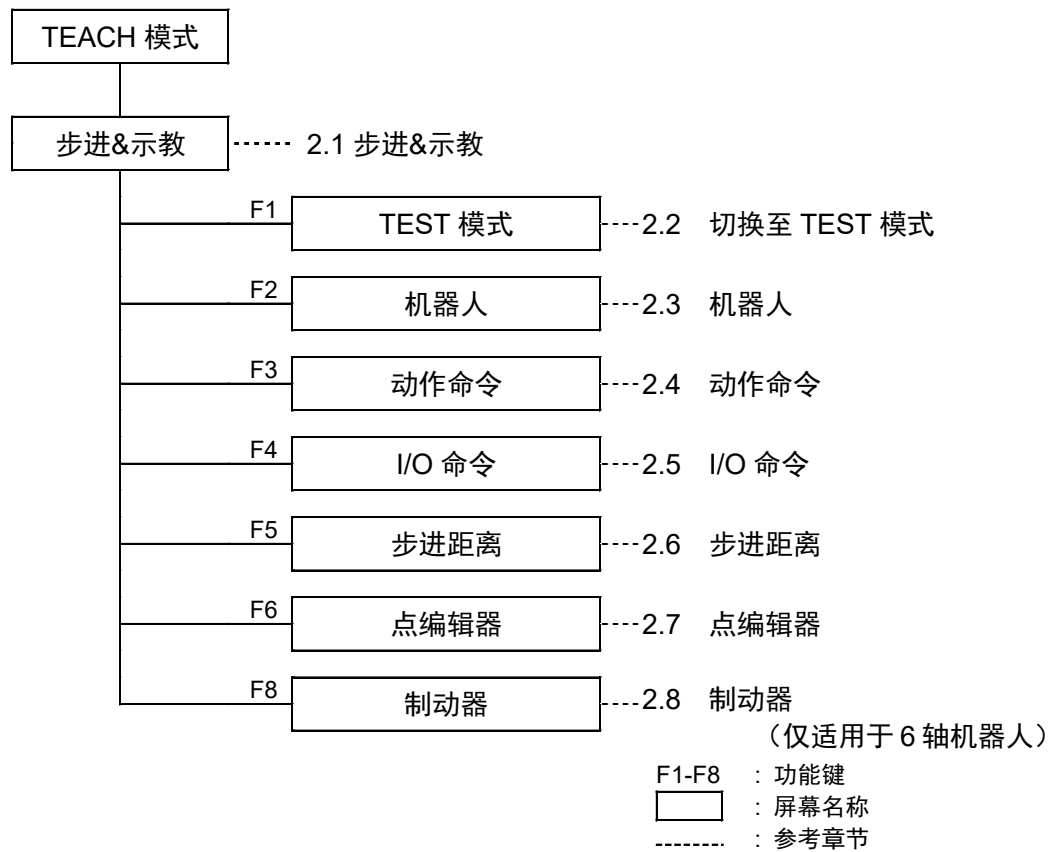 TEACH 模式
步进&示教 2.1 步进&示教
F1 TEST 模式 2.2 切换至 TEST 模式
F2 机器人 2.3 机器人
F3 动作命令 2.4 动作命令
F4 I/O 命令 2.5 I/O 命令
F5 步进距离 2.6 步进距离
F6 点编辑器 2.7 点编辑器
F8 制动器 2.8 制动器
（仅适用于 6 轴机器人）
F1-F8 : 功能键
: 屏幕名称
: 参考章节